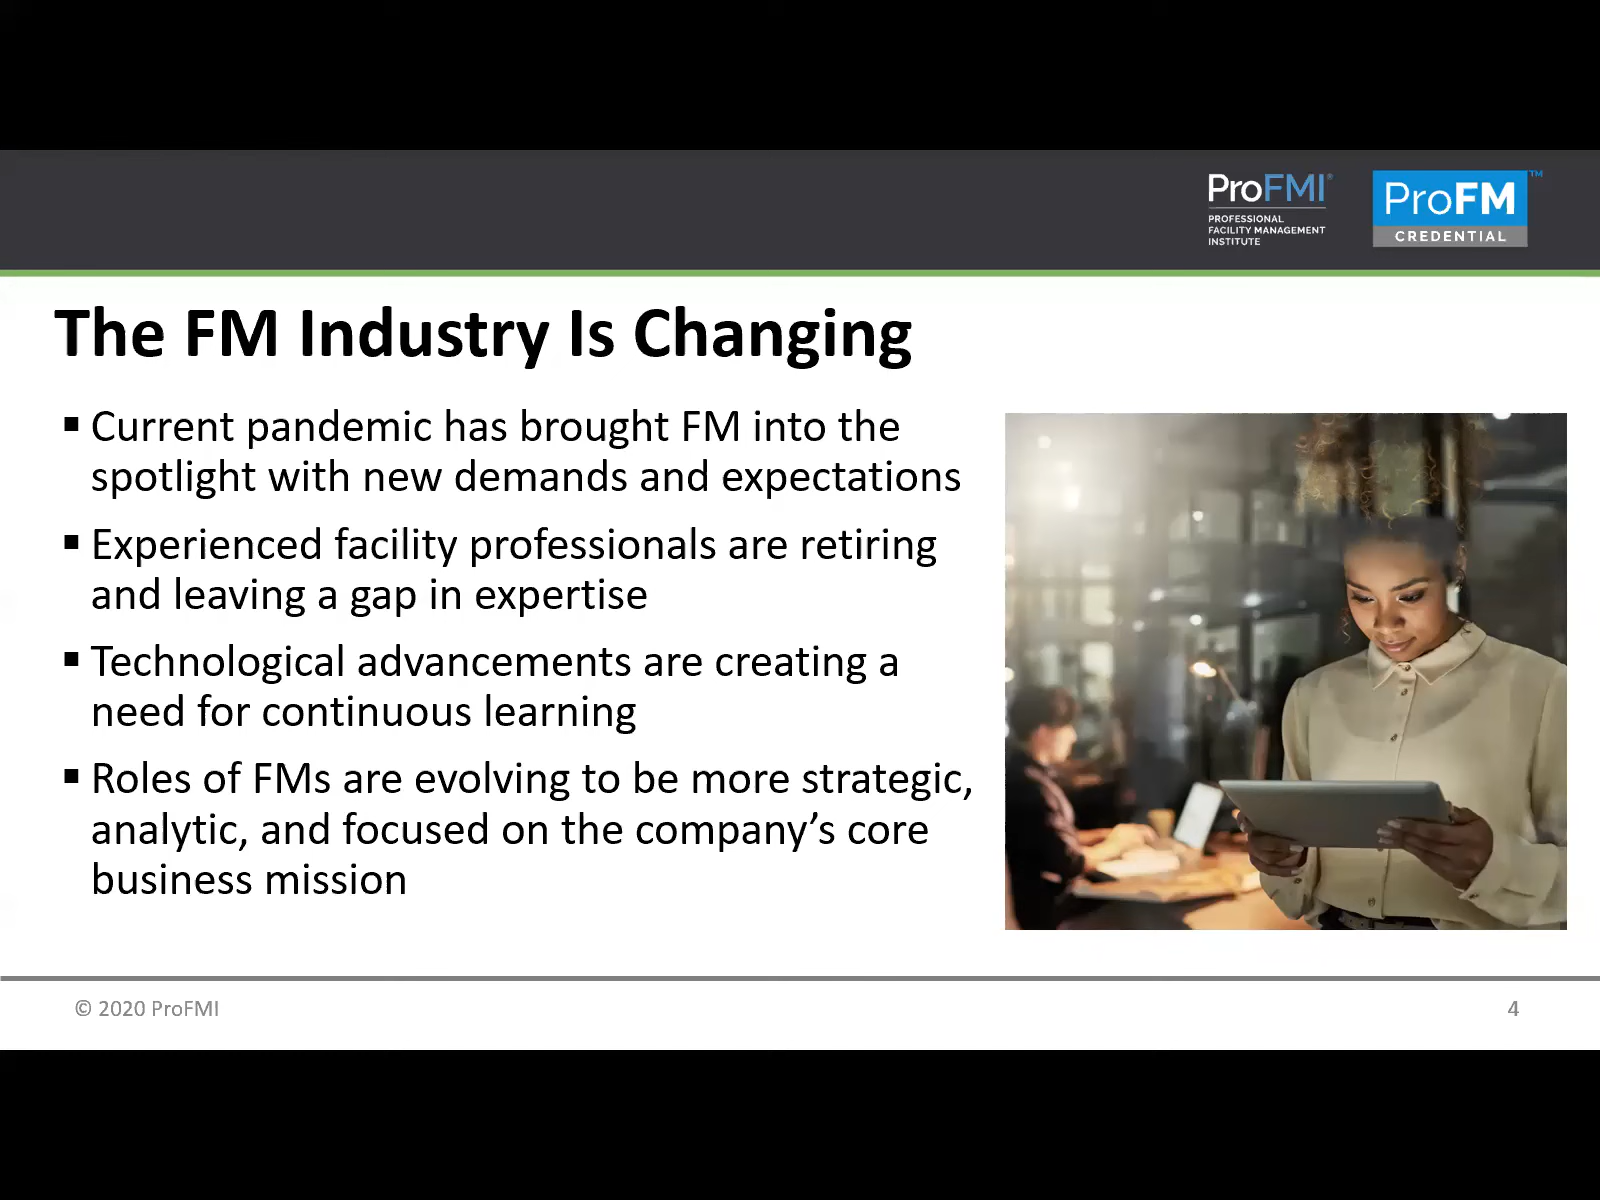 ProFMI®
PROFESSIONAL
FACILITY MANAGEMENT
INSTITUTE
ProFM™
CREDENTIAL
The FM Industry Is Changing
▪ Current pandemic has brought FM into the
spotlight with new demands and expectations
▪ Experienced facility professionals are retiring
and leaving a gap in expertise
▪ Technological advancements are creating a
need for continuous learning
▪ Roles of FMs are evolving to be more strategic,
analytic, and focused on the company’s core
business mission
© 2020 ProFMI
4